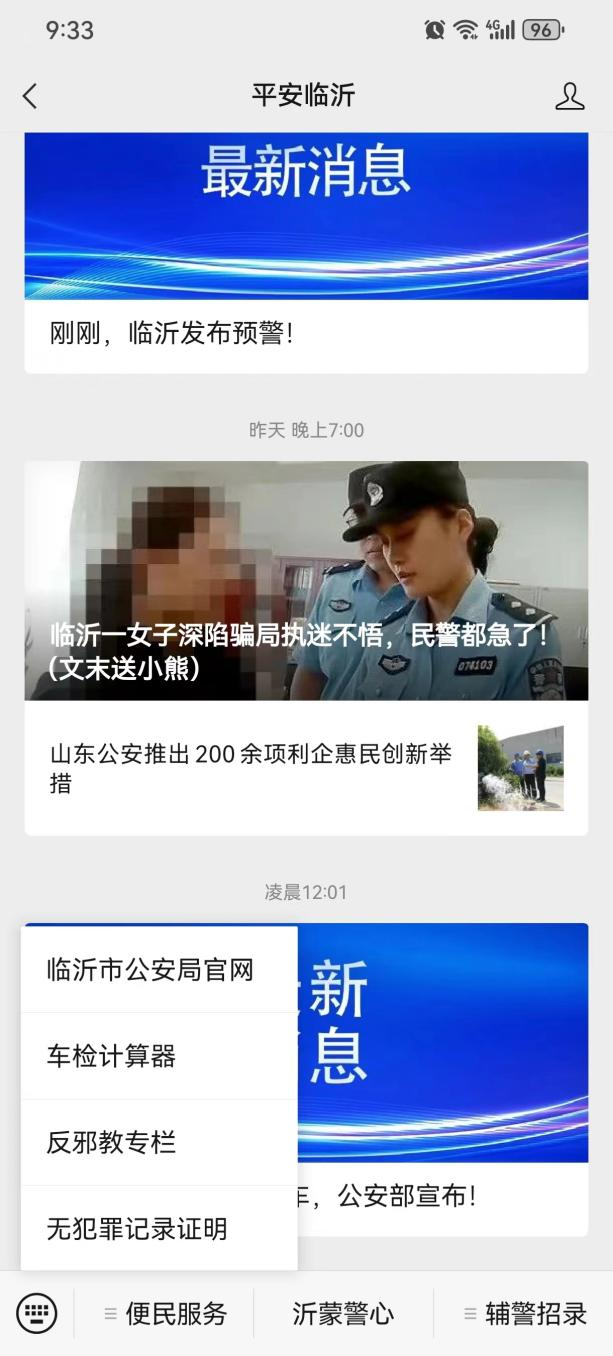 9:33
4G
96
平安临沂
最新消息
刚刚，临沂发布预警！
昨天 晚上7:00
074103
临沂一女子深陷骗局执迷不悟，民警都急了！
（文末送小熊）
山东公安推出 200 余项利企惠民创新举
措
凌晨12:01
新
息
车，公安部宣布！
临沂市公安局官网
车检计算器
反邪教专栏
无犯罪记录证明
便民服务
沂蒙警心
辅警招录